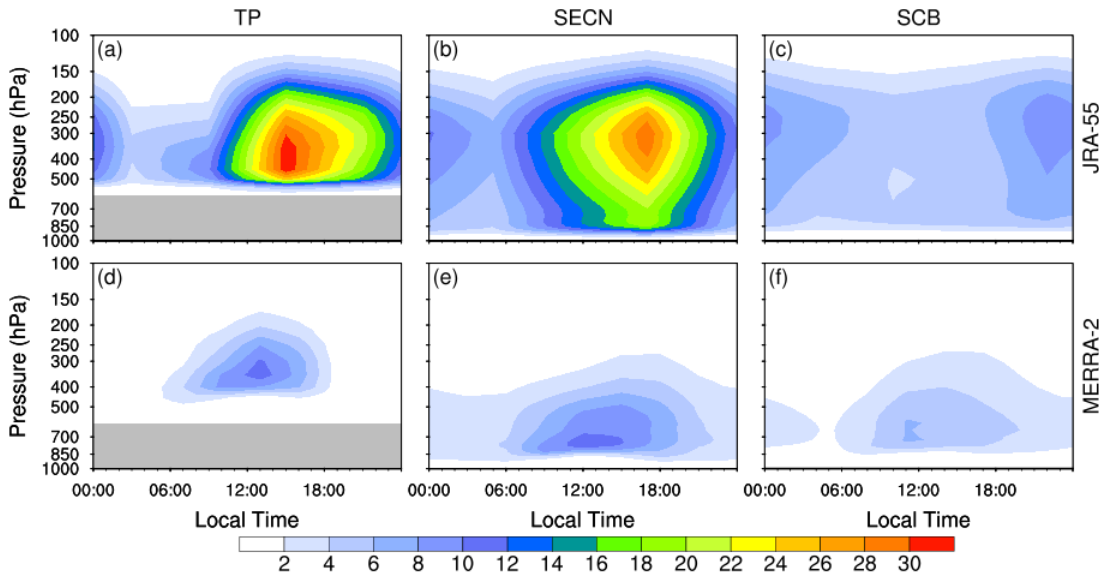 TP SECN SCB
(a) (b) (c)
100
150
200
300
400
500
700
850
1000
Pressure (hPa)
JRA-55
(d) (e) (f)
100
150
200
300
400
500
700
850
1000
Pressure (hPa)
MERRA-2
00:00 06:00 12:00 18:00 00:00 06:00 12:00 18:00 00:00 06:00 12:00 18:00
Local Time Local Time Local Time
2 4 6 8 10 12 14 16 18 20 22 24 26 28 30